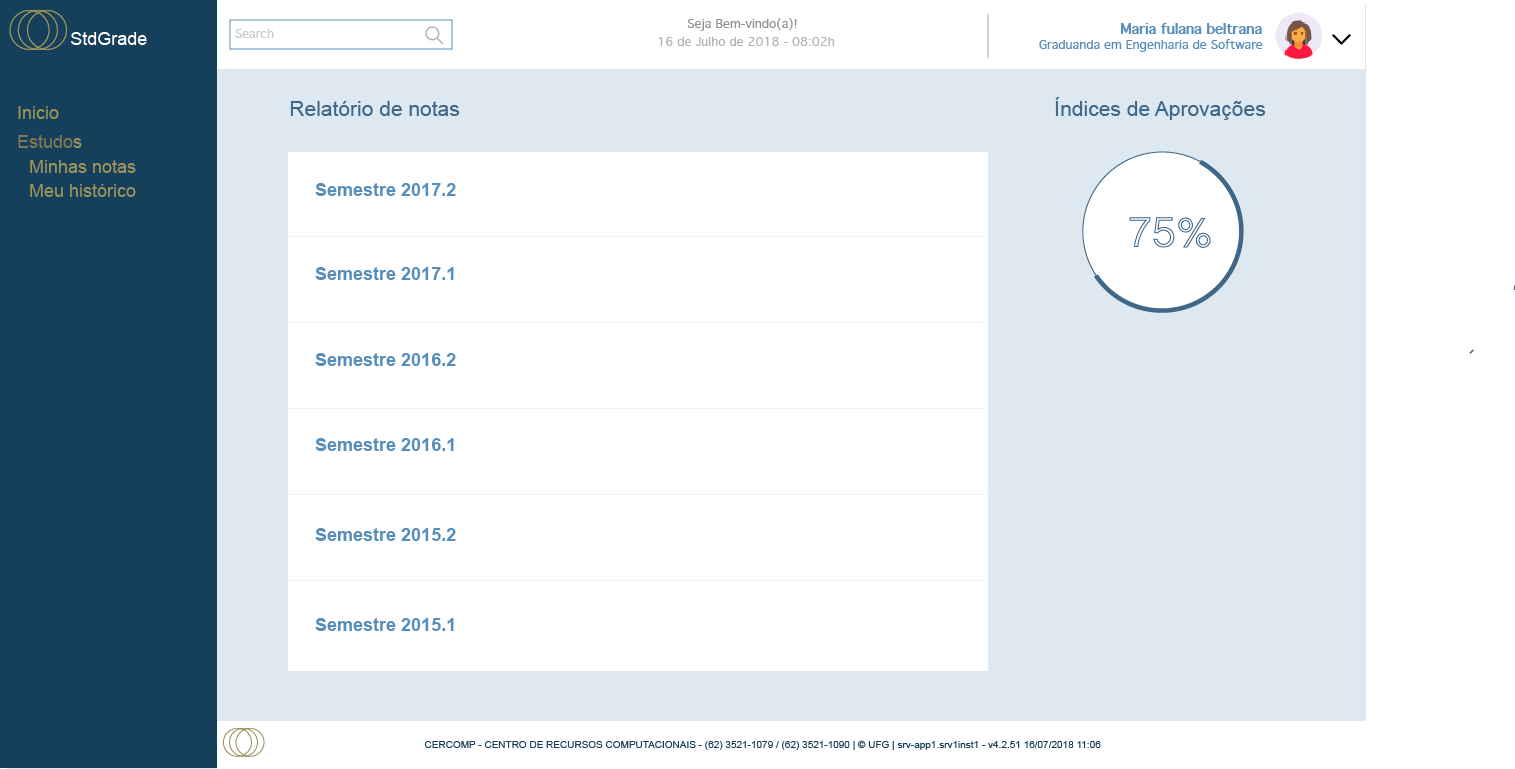 StdGrade
Inicio
Estudos
Minhas notas
Meu histórico
Search
Seja Bem-vindo(a)!
16 de Julho de 2018 - 08:02h
Maria fulana beltrana
Graduanda em Engenharia de Software
Relatório de notas
Semestre 2017.2
Semestre 2017.1
Semestre 2016.2
Semestre 2016.1
Semestre 2015.2
Semestre 2015.1
Índices de Aprovações
75%
CERCOMP - CENTRO DE RECURSOS COMPUTACIONAIS - (62) 3521-1079 / (62) 3521-1090 | © UFG | srv-app1.srv1inst1 - v4.2.51 16/07/2018 11:06